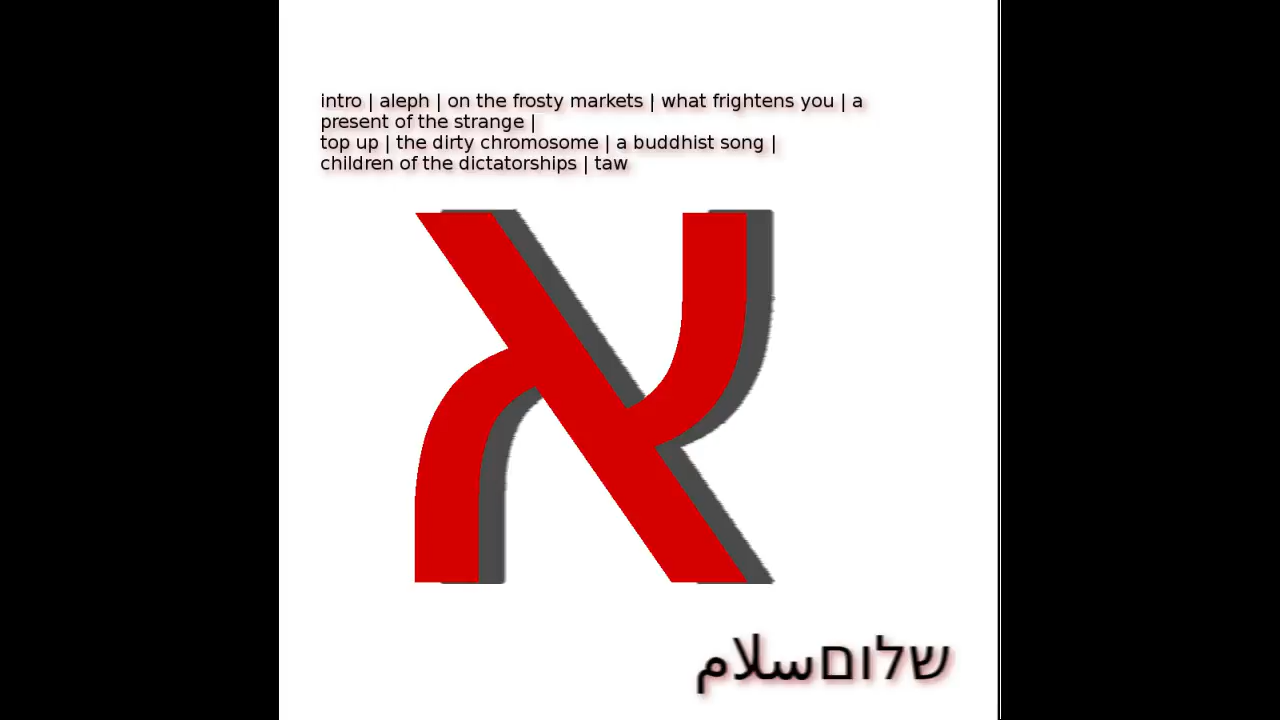 intro | aleph | on the frosty markets | what frightens you | a
present of the strange |
top up | the dirty chromosome | a buddhist song |
children of the dictatorships | taw
א
שלוםسلام